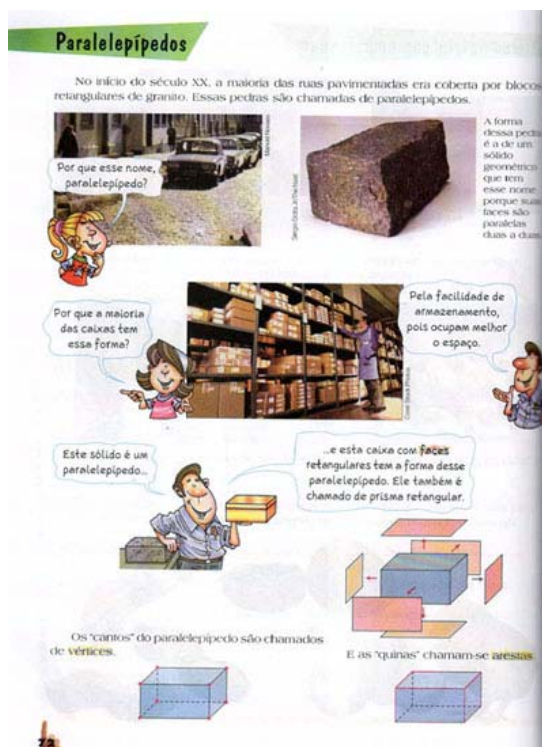 Paralelepípedos
No início do século XX, a maioria das ruas pavimentadas era coberta por blocos
retangulares de granito. Essas pedras são chamadas de paralelepípedos.
Por que esse nome,
paralelepípedo?
A forma
dessa pedra
é a de um
sólido
geométrico
que tem
esse nome
porque suas
faces são
paralelas
duas a duas.
Por que a maioria
das caixas tem
essa forma?
Pela facilidade de
armazenamento,
pois ocupam melhor
o espaço.
Este sólido é um
paralelepípedo...
...e esta caixa com faces
retangulares tem a forma desse
paralelepípedo. Ele também é
chamado de prisma retangular.
Os "cantos" do paralelepípedo são chamados
de vértices.
E as "quinas" chamam-se arestas.